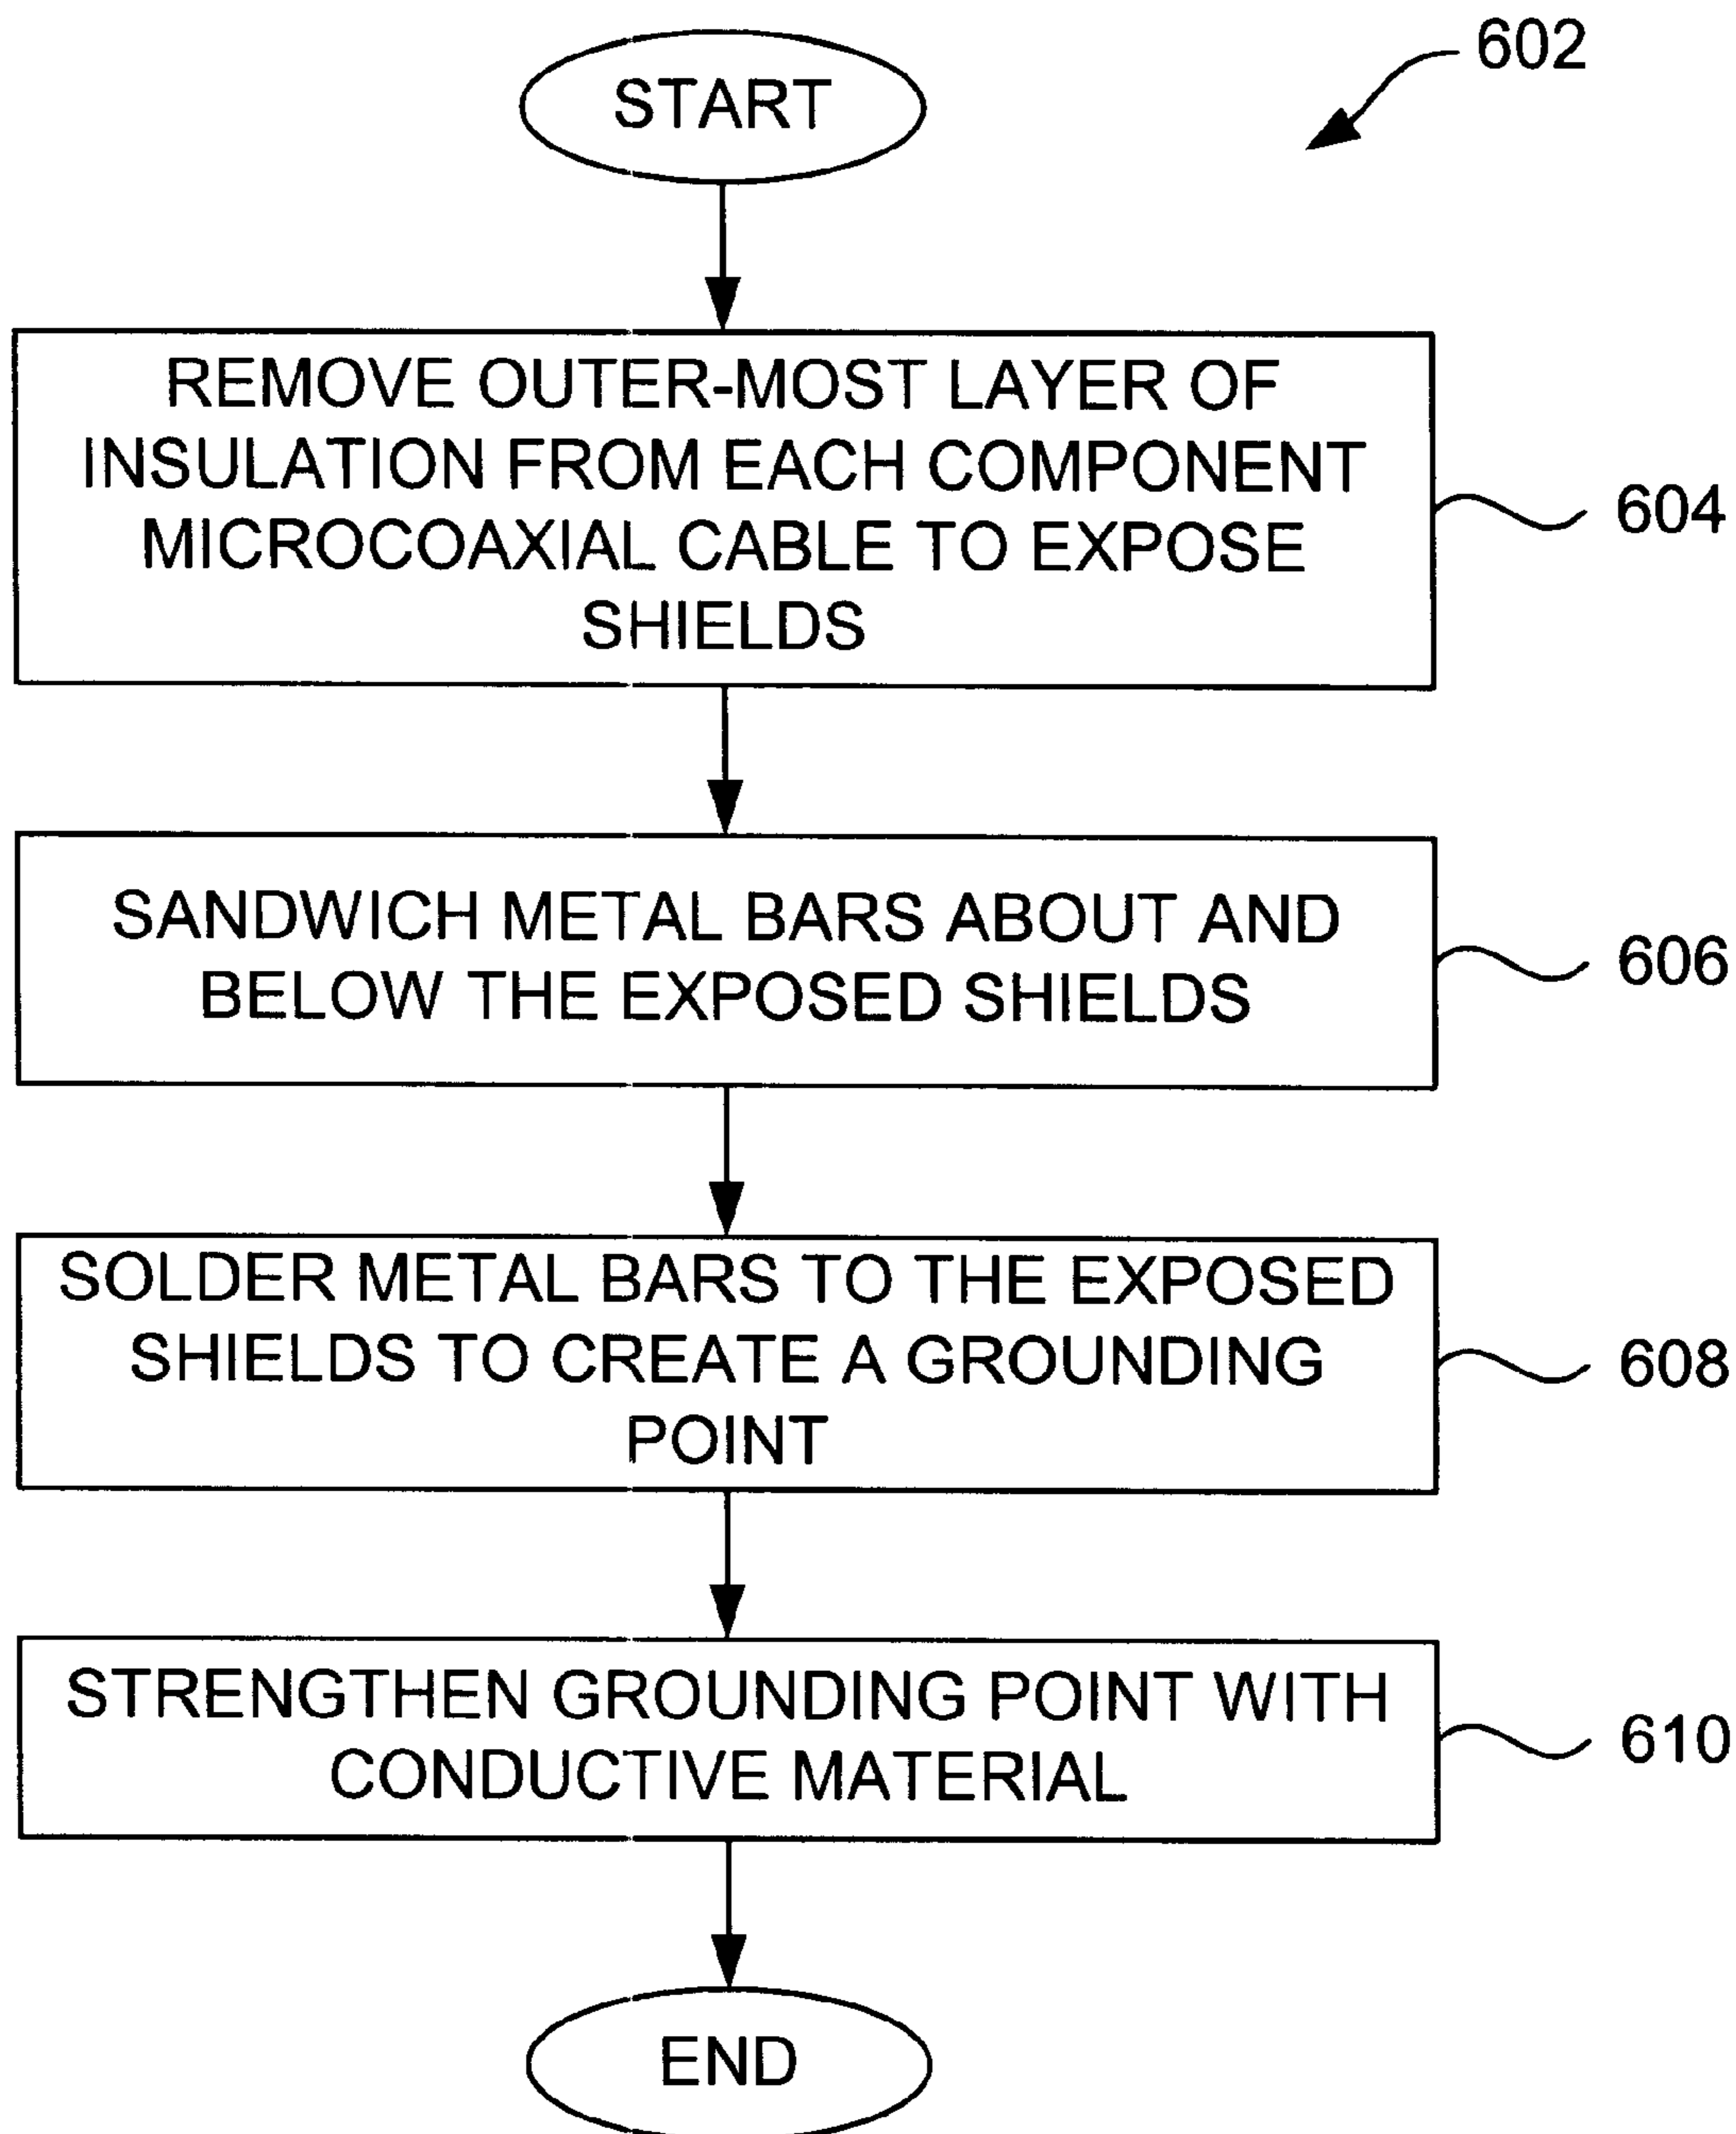 START
602
REMOVE OUTER-MOST LAYER OF
INSULATION FROM EACH COMPONENT
MICROCOAXIAL CABLE TO EXPOSE
SHIELDS
604
SANDWICH METAL BARS ABOUT AND
BELOW THE EXPOSED SHIELDS
606
SOLDER METAL BARS TO THE EXPOSED
SHIELDS TO CREATE A GROUNDING
POINT
608
STRENGTHEN GROUNDING POINT WITH
CONDUCTIVE MATERIAL
610
END